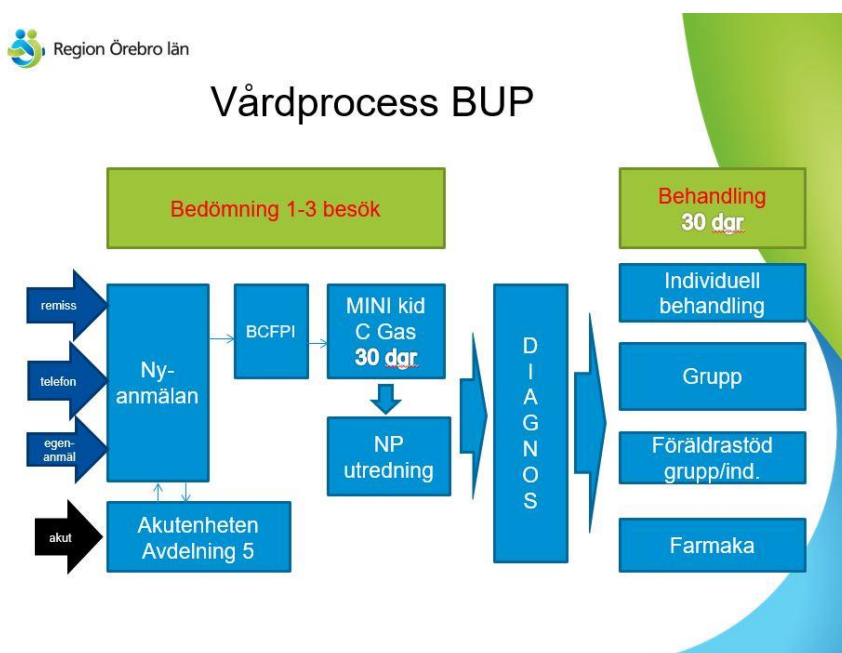 Region Örebro län
Vårdprocess BUP
Bedömning 1-3 besök
Behandling
30 dgr
remiss
telefon
egen-
anmäl
akut
Ny-
anmälan
BCFPI
MINI kid
C Gas
30 dgr
NP
utredning
Akutenheten
Avdelning 5
D
I
A
G
N
O
S
Individuell
behandling
Grupp
Föräldrastöd
grupp/ind.
Farmaka